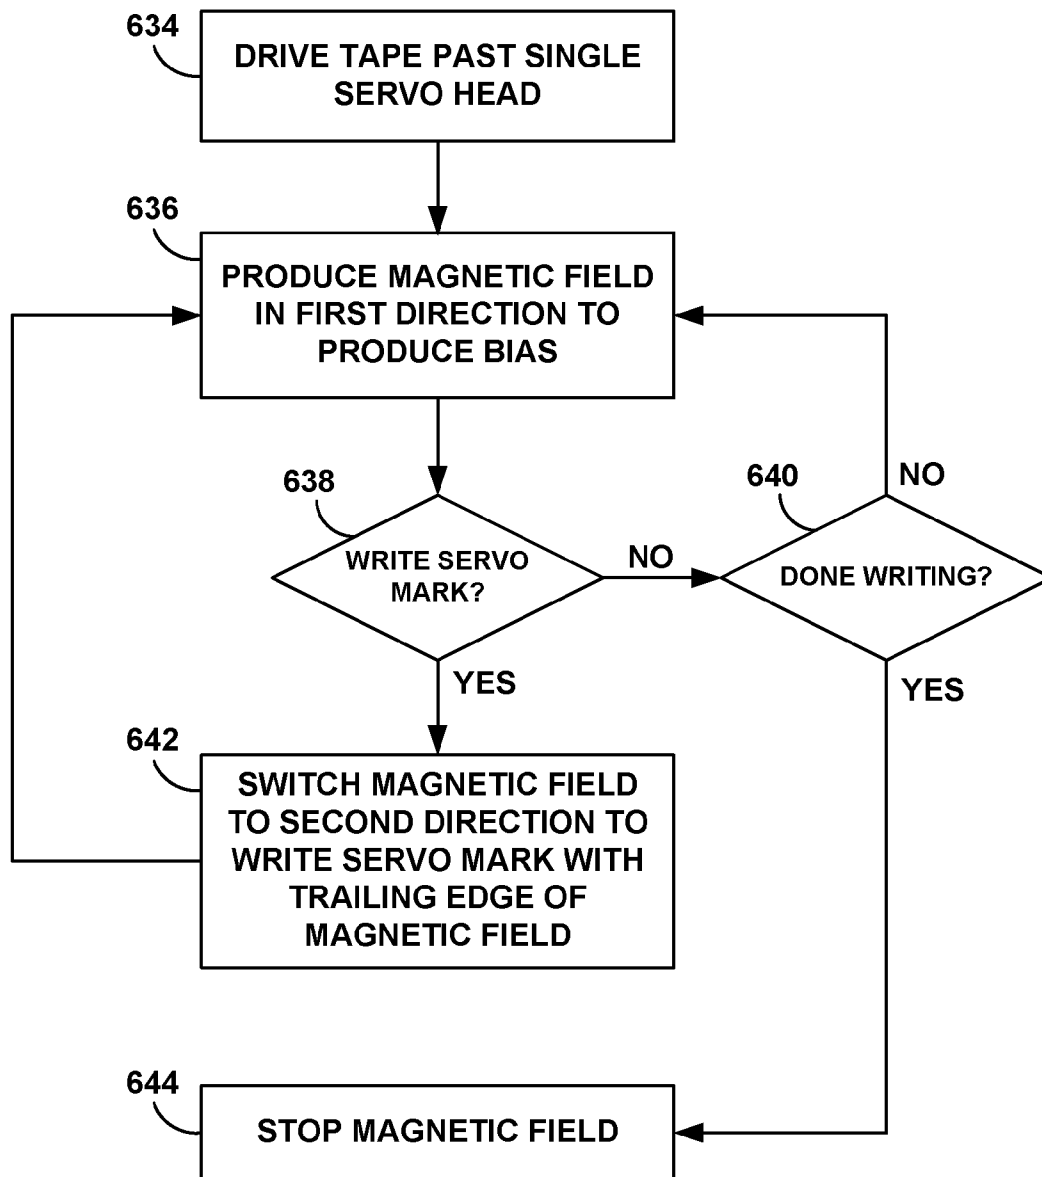 634
DRIVE TAPE PAST SINGLE
SERVO HEAD
636
PRODUCE MAGNETIC FIELD
IN FIRST DIRECTION TO
PRODUCE BIAS
638
WRITE SERVO
MARK?
NO
640
DONE WRITING?
NO
YES
YES
642
SWITCH MAGNETIC FIELD
TO SECOND DIRECTION TO
WRITE SERVO MARK WITH
TRAILING EDGE OF
MAGNETIC FIELD
644
STOP MAGNETIC FIELD